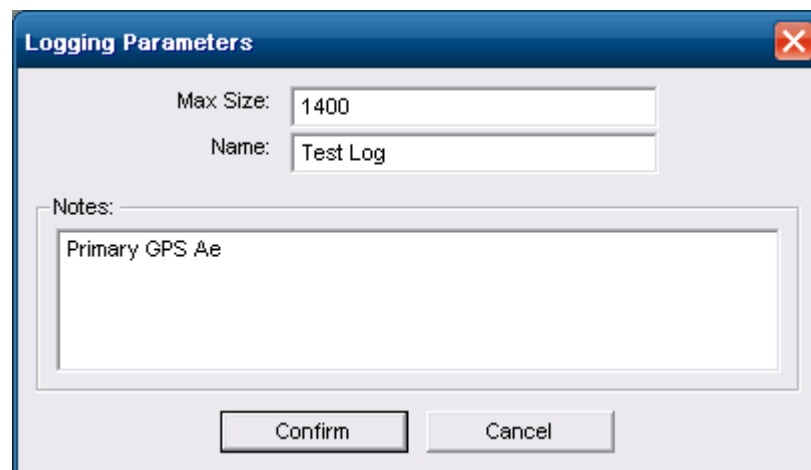 Logging Parameters
Max Size: 1400
Name: Test Log
Notes:
Primary GPS Ae
Confirm Cancel